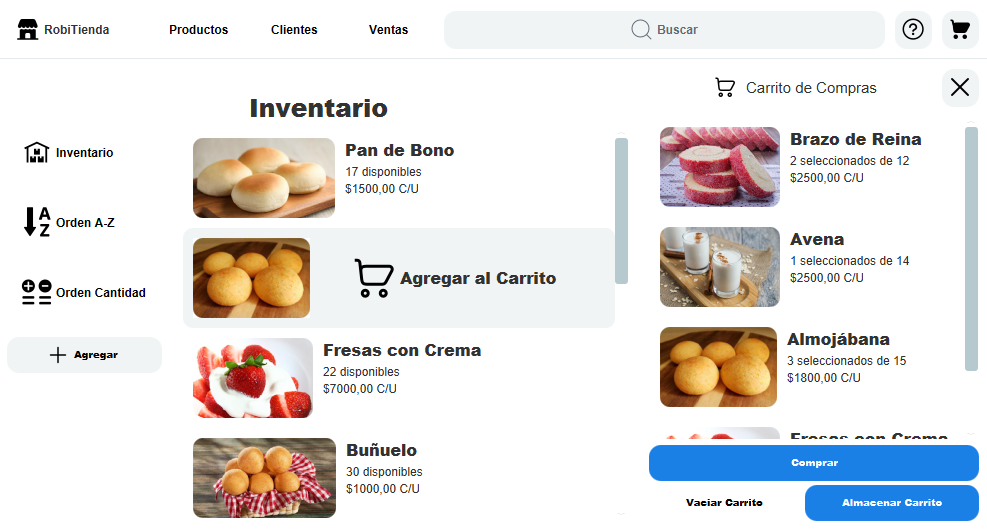 RobiTienda
Productos
Clientes
Ventas
Buscar
Inventario
Orden A-Z
Orden Cantidad
Agregar
Inventario
Pan de Bono
17 disponibles
$1500,00 C/U
Agregar al Carrito
Fresas con Crema
22 disponibles
$7000,00 C/U
Buñuelo
30 disponibles
$1000,00 C/U
Carrito de Compras
Brazo de Reina
2 seleccionados de 12
$2500,00 C/U
Avena
1 seleccionados de 14
$2500,00 C/U
Almojábana
3 seleccionados de 15
$1800,00 C/U
Fresas con Crema
Comprar
Vaciar Carrito
Almacenar Carrito